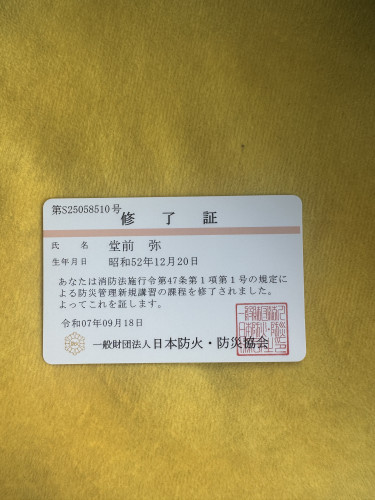 第S25058510号
修了証
氏名 堂前 弥
生年月日 昭和52年12月20日
あなたは消防法施行令第47条第1項第1号の規定に
よる防災管理新規講習の課程を修了されました。
よってこれを証します。
令和07年09月18日
一般財団法人日本防火・防災協会